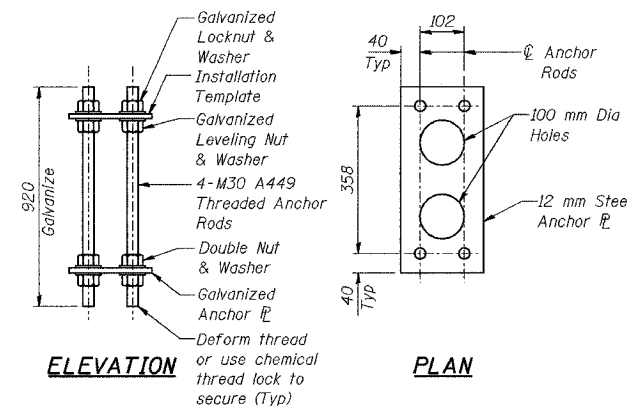 Galvanized
Locknut &
Washer
Installation
Template
Galvanized
Leveling Nut
& Washer
4-M30 A449
Threaded Anchor
Rods
Double Nut
& Washer
Galvanized
Anchor ⅊
Deform thread
or use chemical
thread lock to
secure (Typ)
920
Galvanize
ELEVATION
102
40
Typ
℄ Anchor
Rods
100 mm Dia
Holes
358
12 mm Stee
Anchor ⅊
40
Typ
PLAN